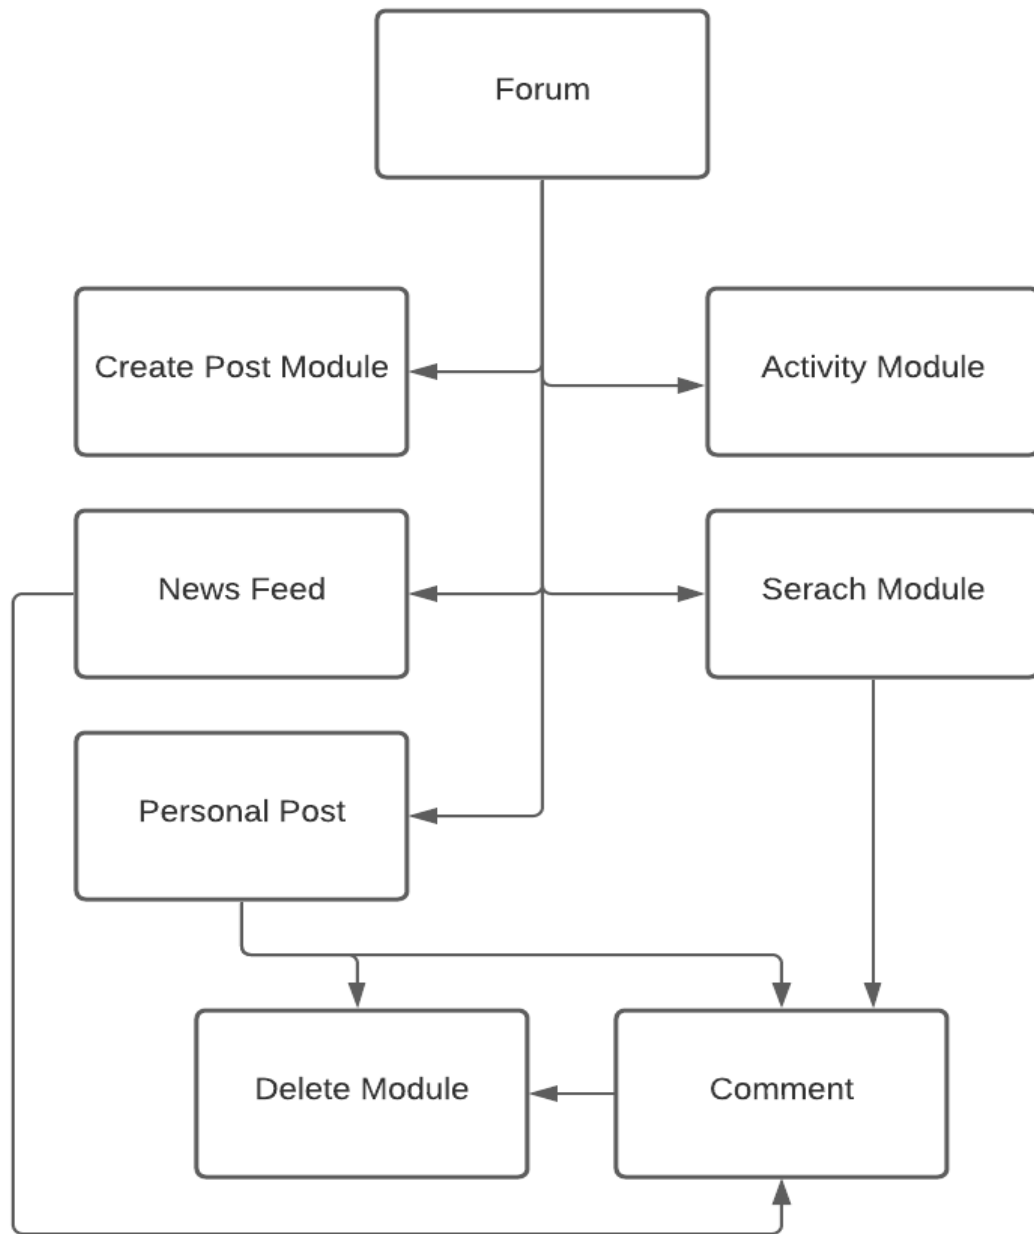 Forum
Create Post Module
Activity Module
News Feed
Serach Module
Personal Post
Delete Module
Comment